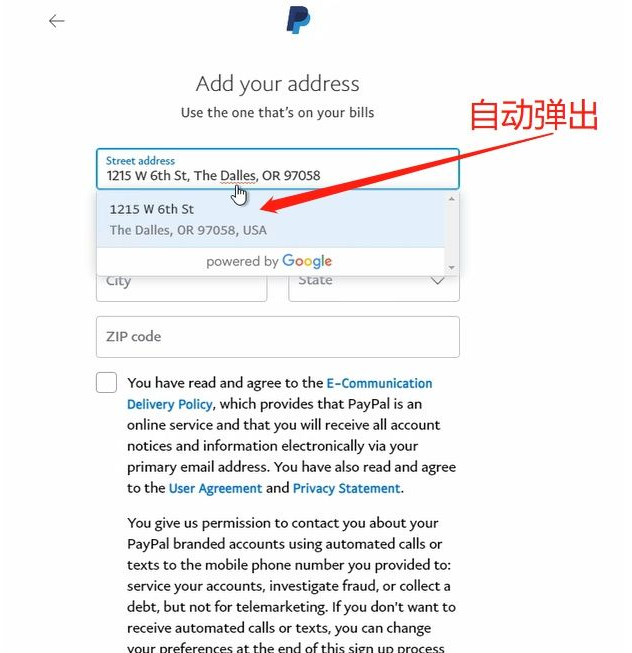 Add your address
Use the one that's on your bills
自动弹出
Street address
1215 W 6th St, The Dalles, OR 97058
1215 W 6th St
The Dalles, OR 97058, USA
powered by Google
City
State
ZIP code
You have read and agree to the E-Communication
Delivery Policy, which provides that PayPal is an
online service and that you will receive all account
notices and information electronically via your
primary email address. You have also read and agree
to the User Agreement and Privacy Statement.
You give us permission to contact you about your
PayPal branded accounts using automated calls or
texts to the mobile phone number you provided to:
service your accounts, investigate fraud, or collect a
debt, but not for telemarketing. If you don't want to
receive automated calls or texts, you can change
your preferences at the end of this sign up process